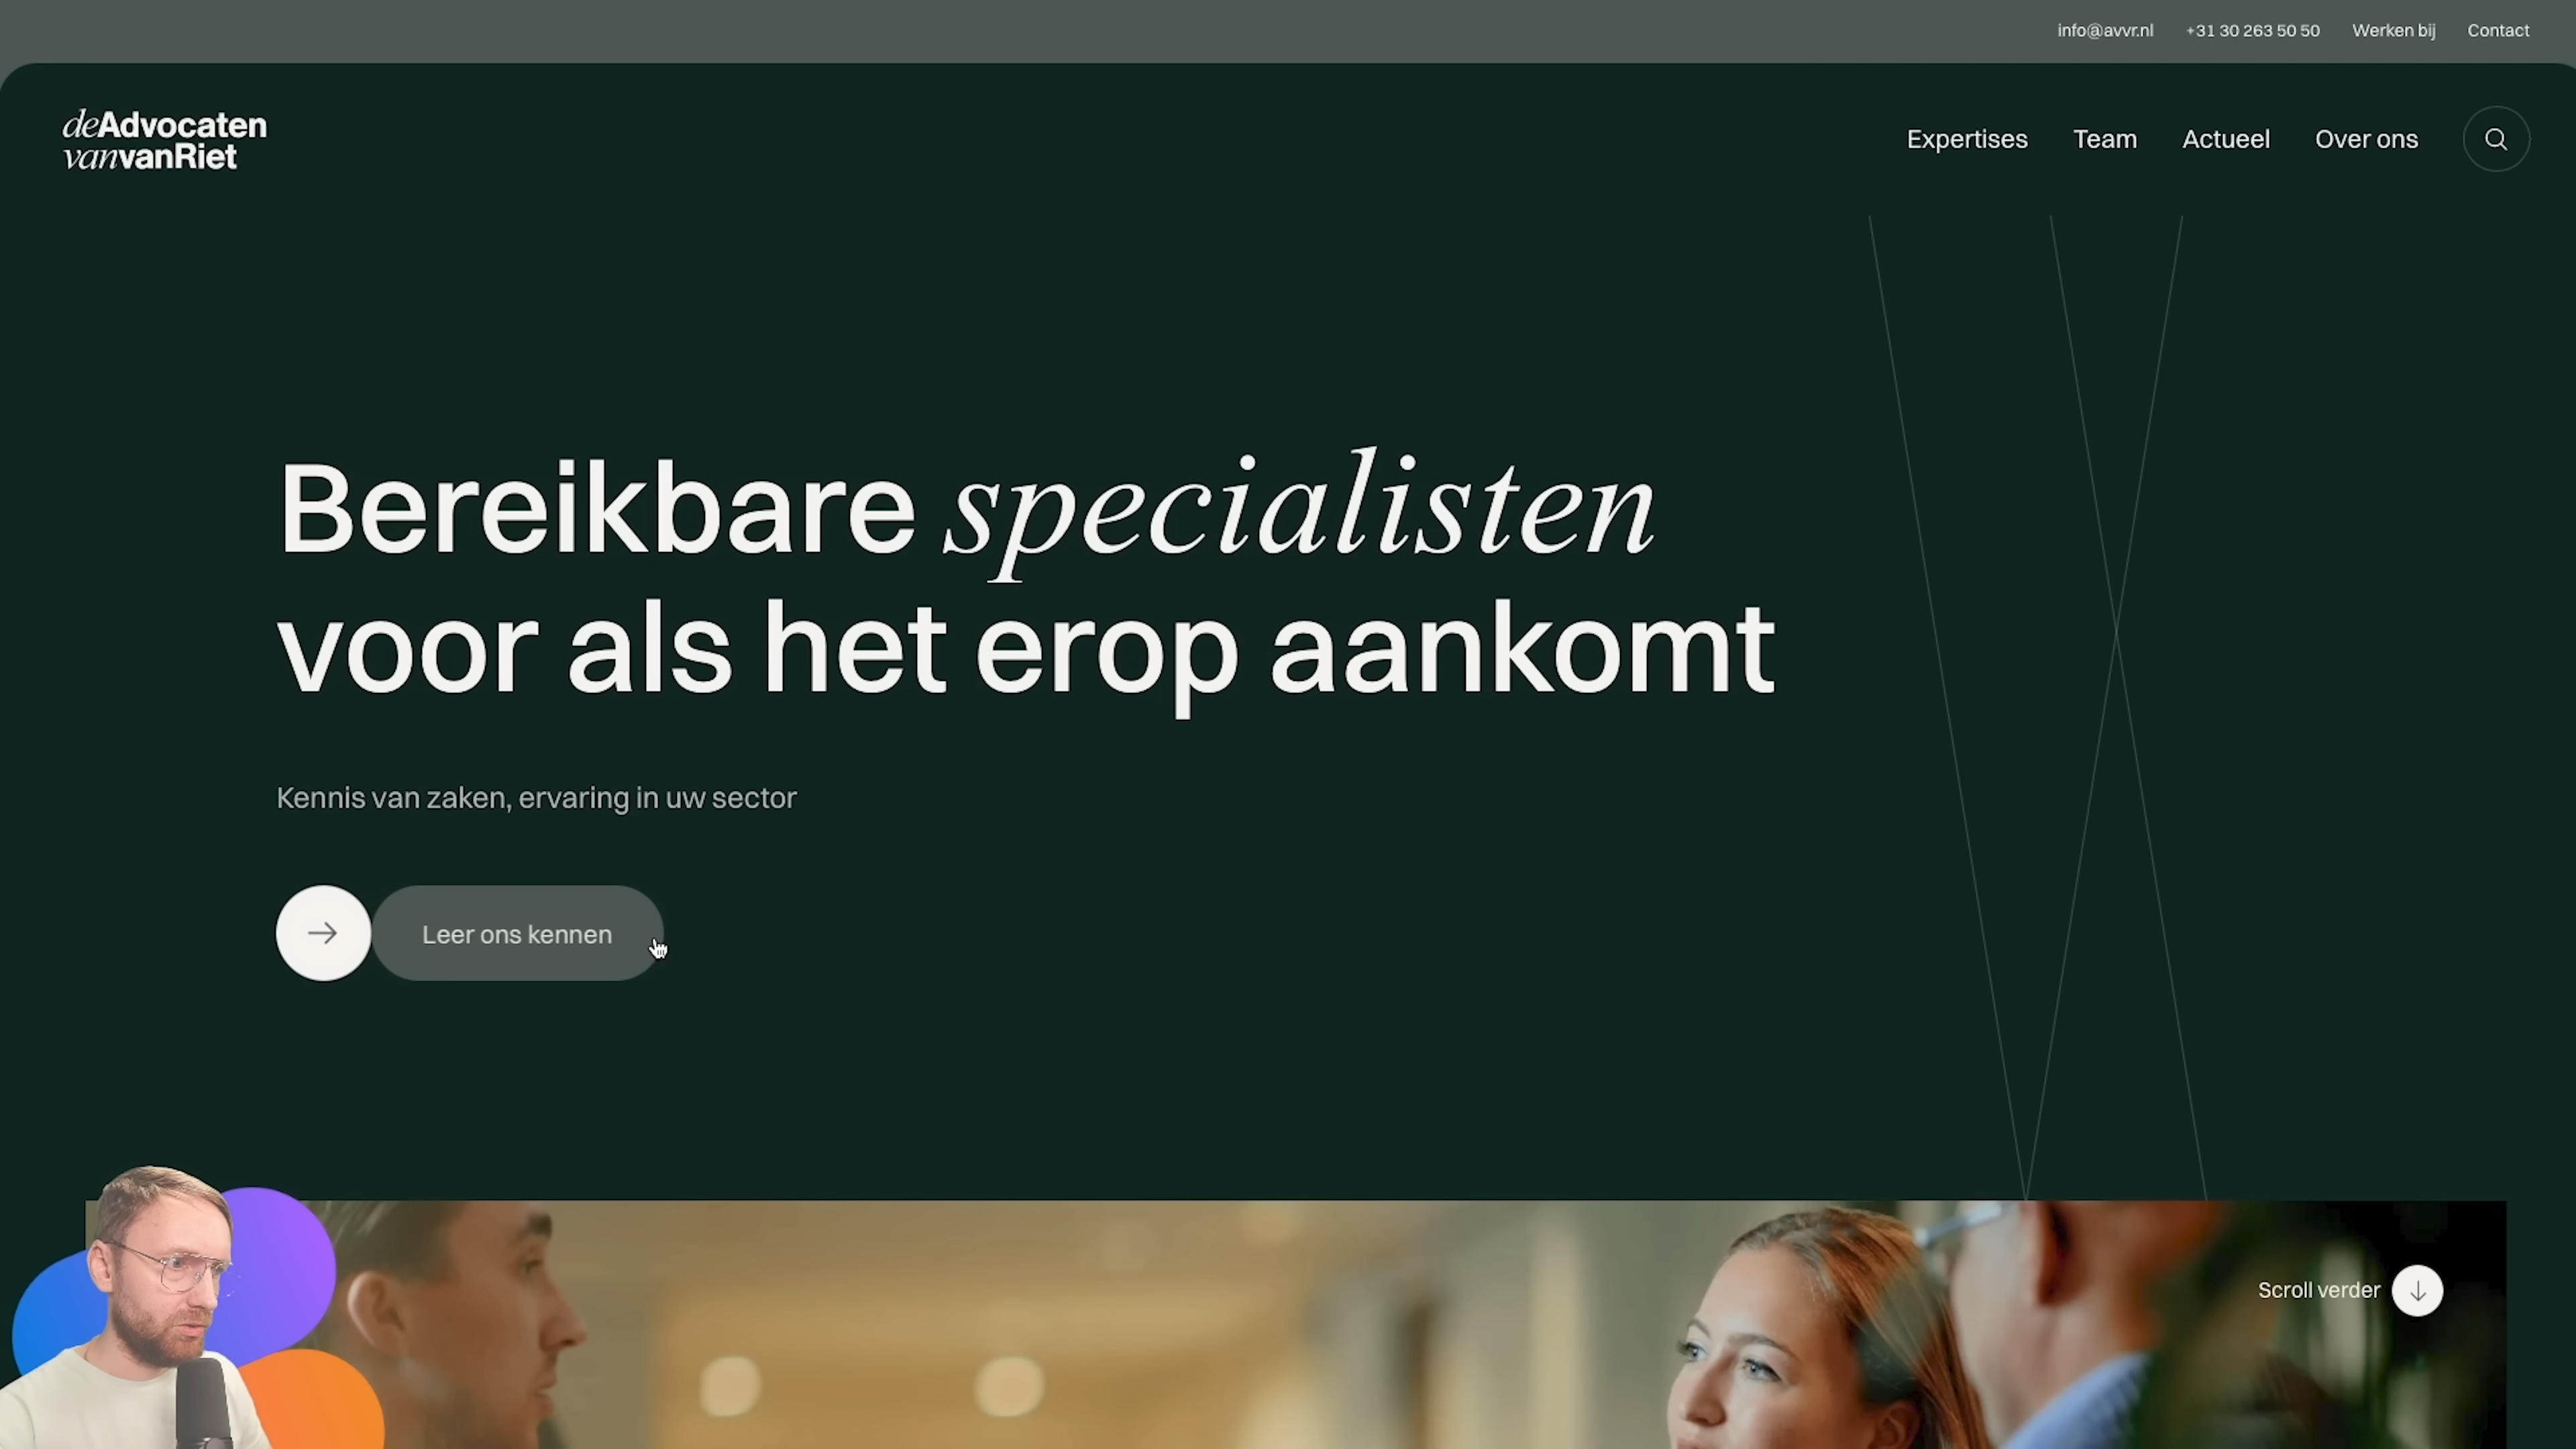 info@avvr.nl +31 30 263 50 50 Werken bij Contact
deAdvocaten
vanvanRiet
Expertises Team Actueel Over ons
Bereikbare specialisten
voor als het erop aankomt
Kennis van zaken, ervaring in uw sector
Leer ons kennen
Scroll verder